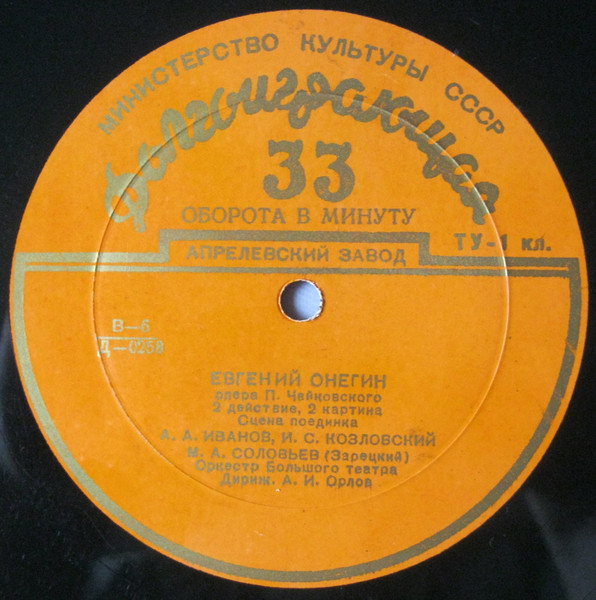 МИНИСТЕРСТВО КУЛЬТУРЫ СССР
Долгоиграющая
33
ОБОРОТА В МИНУТУ
ТУ-1 кл.
АПРЕЛЕВСКИЙ ЗАВОД
В—6
Д—0258
ЕВГЕНИЙ ОНЕГИН
опера П. Чайковского
2 действие, 2 картина
Сцена поединка
А. А. ИВАНОВ, И. С. КОЗЛОВСКИЙ
М. А. СОЛОВЬЕВ (Зарецкий)
Оркестр Большого театра
Дириж. А. И. Орлов